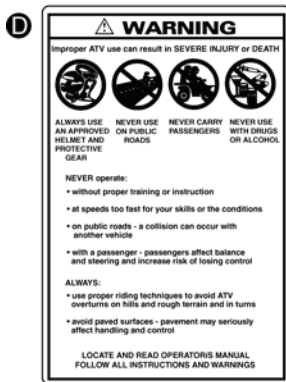 D
WARNING
Improper ATV use can result in SEVERE INJURY or DEATH
ALWAYS USE
AN APPROVED
HELMET AND
PROTECTIVE
GEAR
NEVER USE
ON PUBLIC
ROADS
NEVER CARRY
PASSENGERS
NEVER USE
WITH DRUGS
OR ALCOHOL
NEVER operate:
• without proper training or instruction
• at speeds too fast for your skills or the conditions
• on public roads - a collision can occur with
another vehicle
• with a passenger - passengers affect balance
and steering and increase risk of losing control
ALWAYS:
• use proper riding techniques to avoid ATV
overturns on hills and rough terrain and in turns
• avoid paved surfaces - pavement may seriously
affect handling and control
LOCATE AND READ OPERATORıS MANUAL
FOLLOW ALL INSTRUCTIONS AND WARNINGS